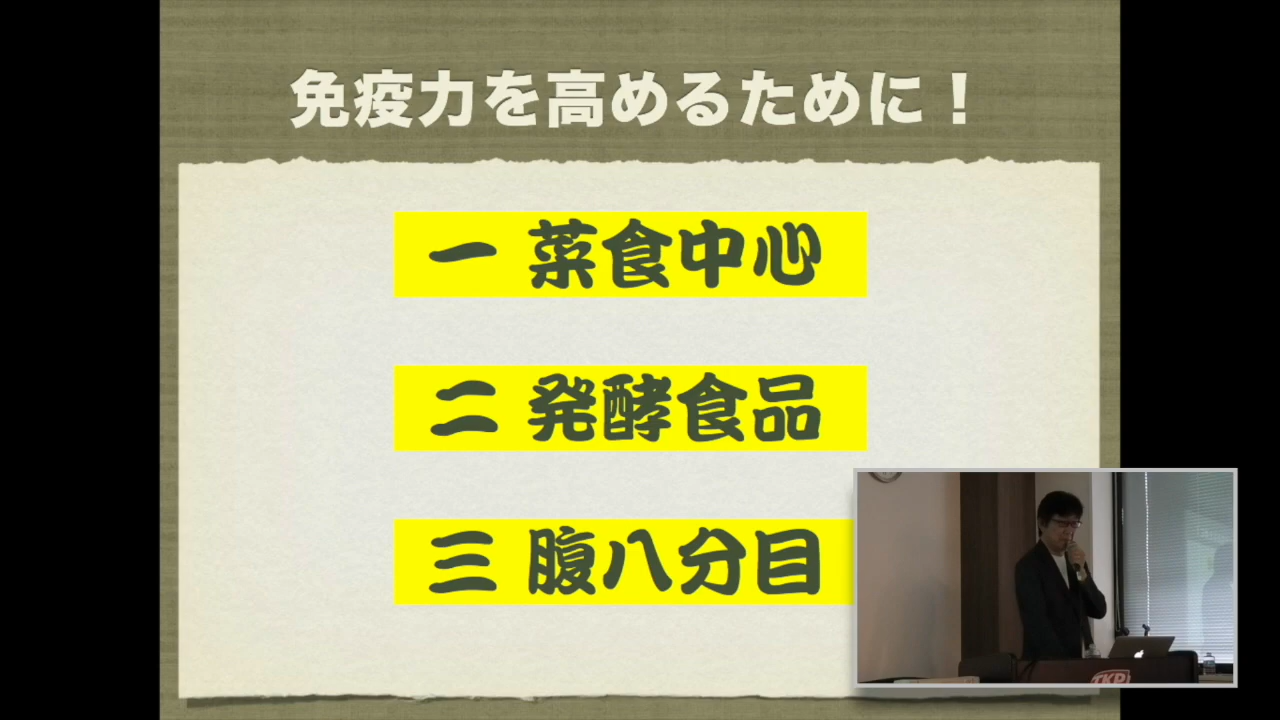 免疫力を高めるために！
一 菜食中心
二 発酵食品
三 腹八分目
TKP